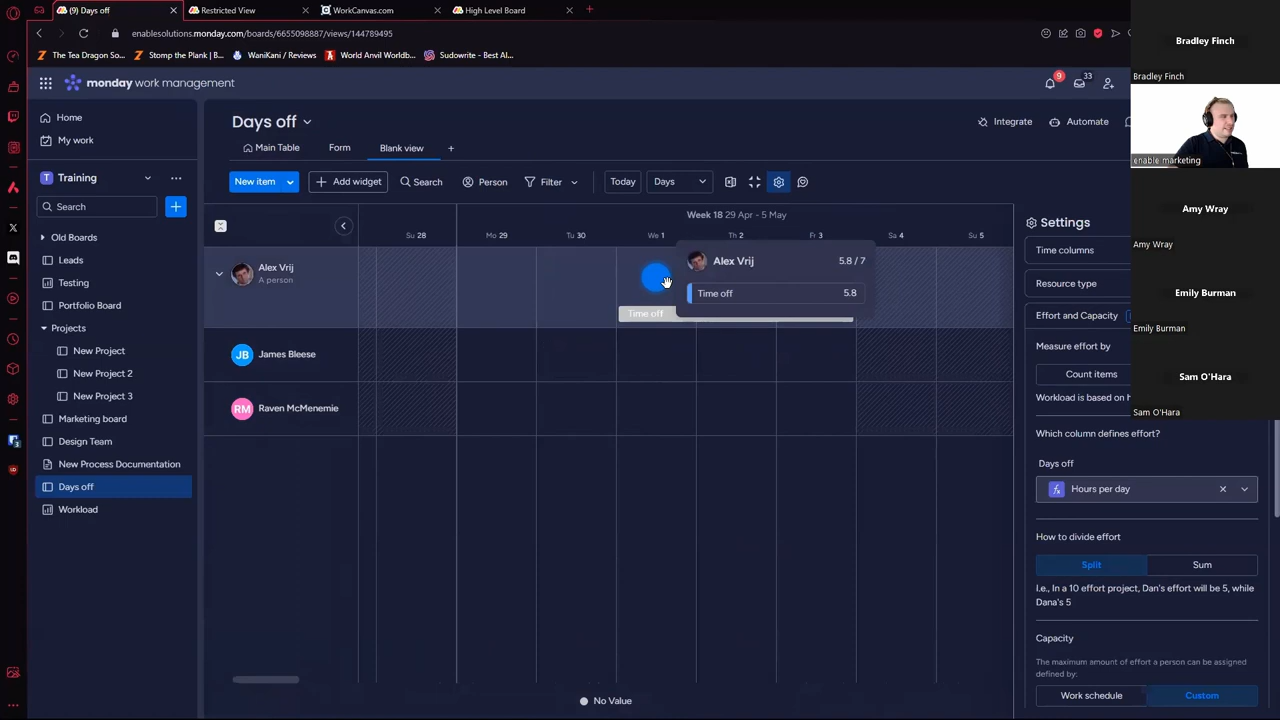 (9) Days off
Restricted View
WorkCanvas.com
High Level Board
enablesolutions.monday.com/boards/6655098887/views/144789495
The Tea Dragon So...
Stomp the Plank | B...
WaniKani / Reviews
World Anvil Worldb...
Sudowrite - Best AI...
monday work management
9
33
Home
My work
T Training
Search
Old Boards
Leads
Testing
Portfolio Board
Projects
New Project
New Project 2
New Project 3
Marketing board
Design Team
New Process Documentation
Days off
Workload
Days off
Integrate
Automate
Main Table
Form
Blank view
New item
Add widget
Search
Person
Filter
Today
Days
Week 18 29 Apr - 5 May
Su 28
Mo 29
Tu 30
We 1
Th 2
Fr 3
Sa 4
Su 5
Alex Vrij
A person
Alex Vrij
5.8 / 7
Time off
5.8
Time off
JB James Bleese
RM Raven McMenemie
No Value
Settings
Time columns
Resource type
Effort and Capacity
Measure effort by
Count items
Workload is based on h
Which column defines effort?
Days off
Hours per day
How to divide effort
Split
Sum
I.e., In a 10 effort project, Dan's effort will be 5, while
Dana's 5
Capacity
The maximum amount of effort a person can be assigned
defined by:
Work schedule
Custom
Bradley Finch
Bradley Finch
enable marketing
Amy Wray
Amy Wray
Emily Burman
Emily Burman
Sam O'Hara
Sam O'Hara